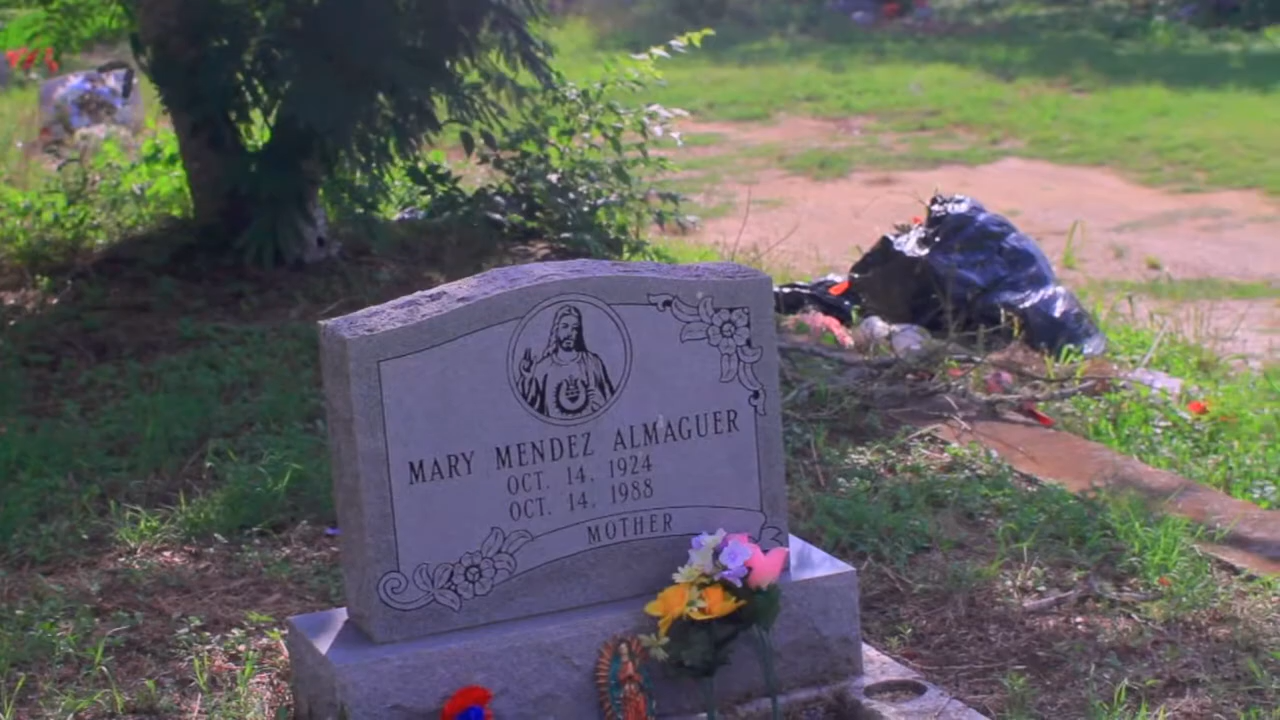 MARY MENDEZ ALMAGUER
OCT. 14, 1924
OCT. 14, 1988
MOTHER